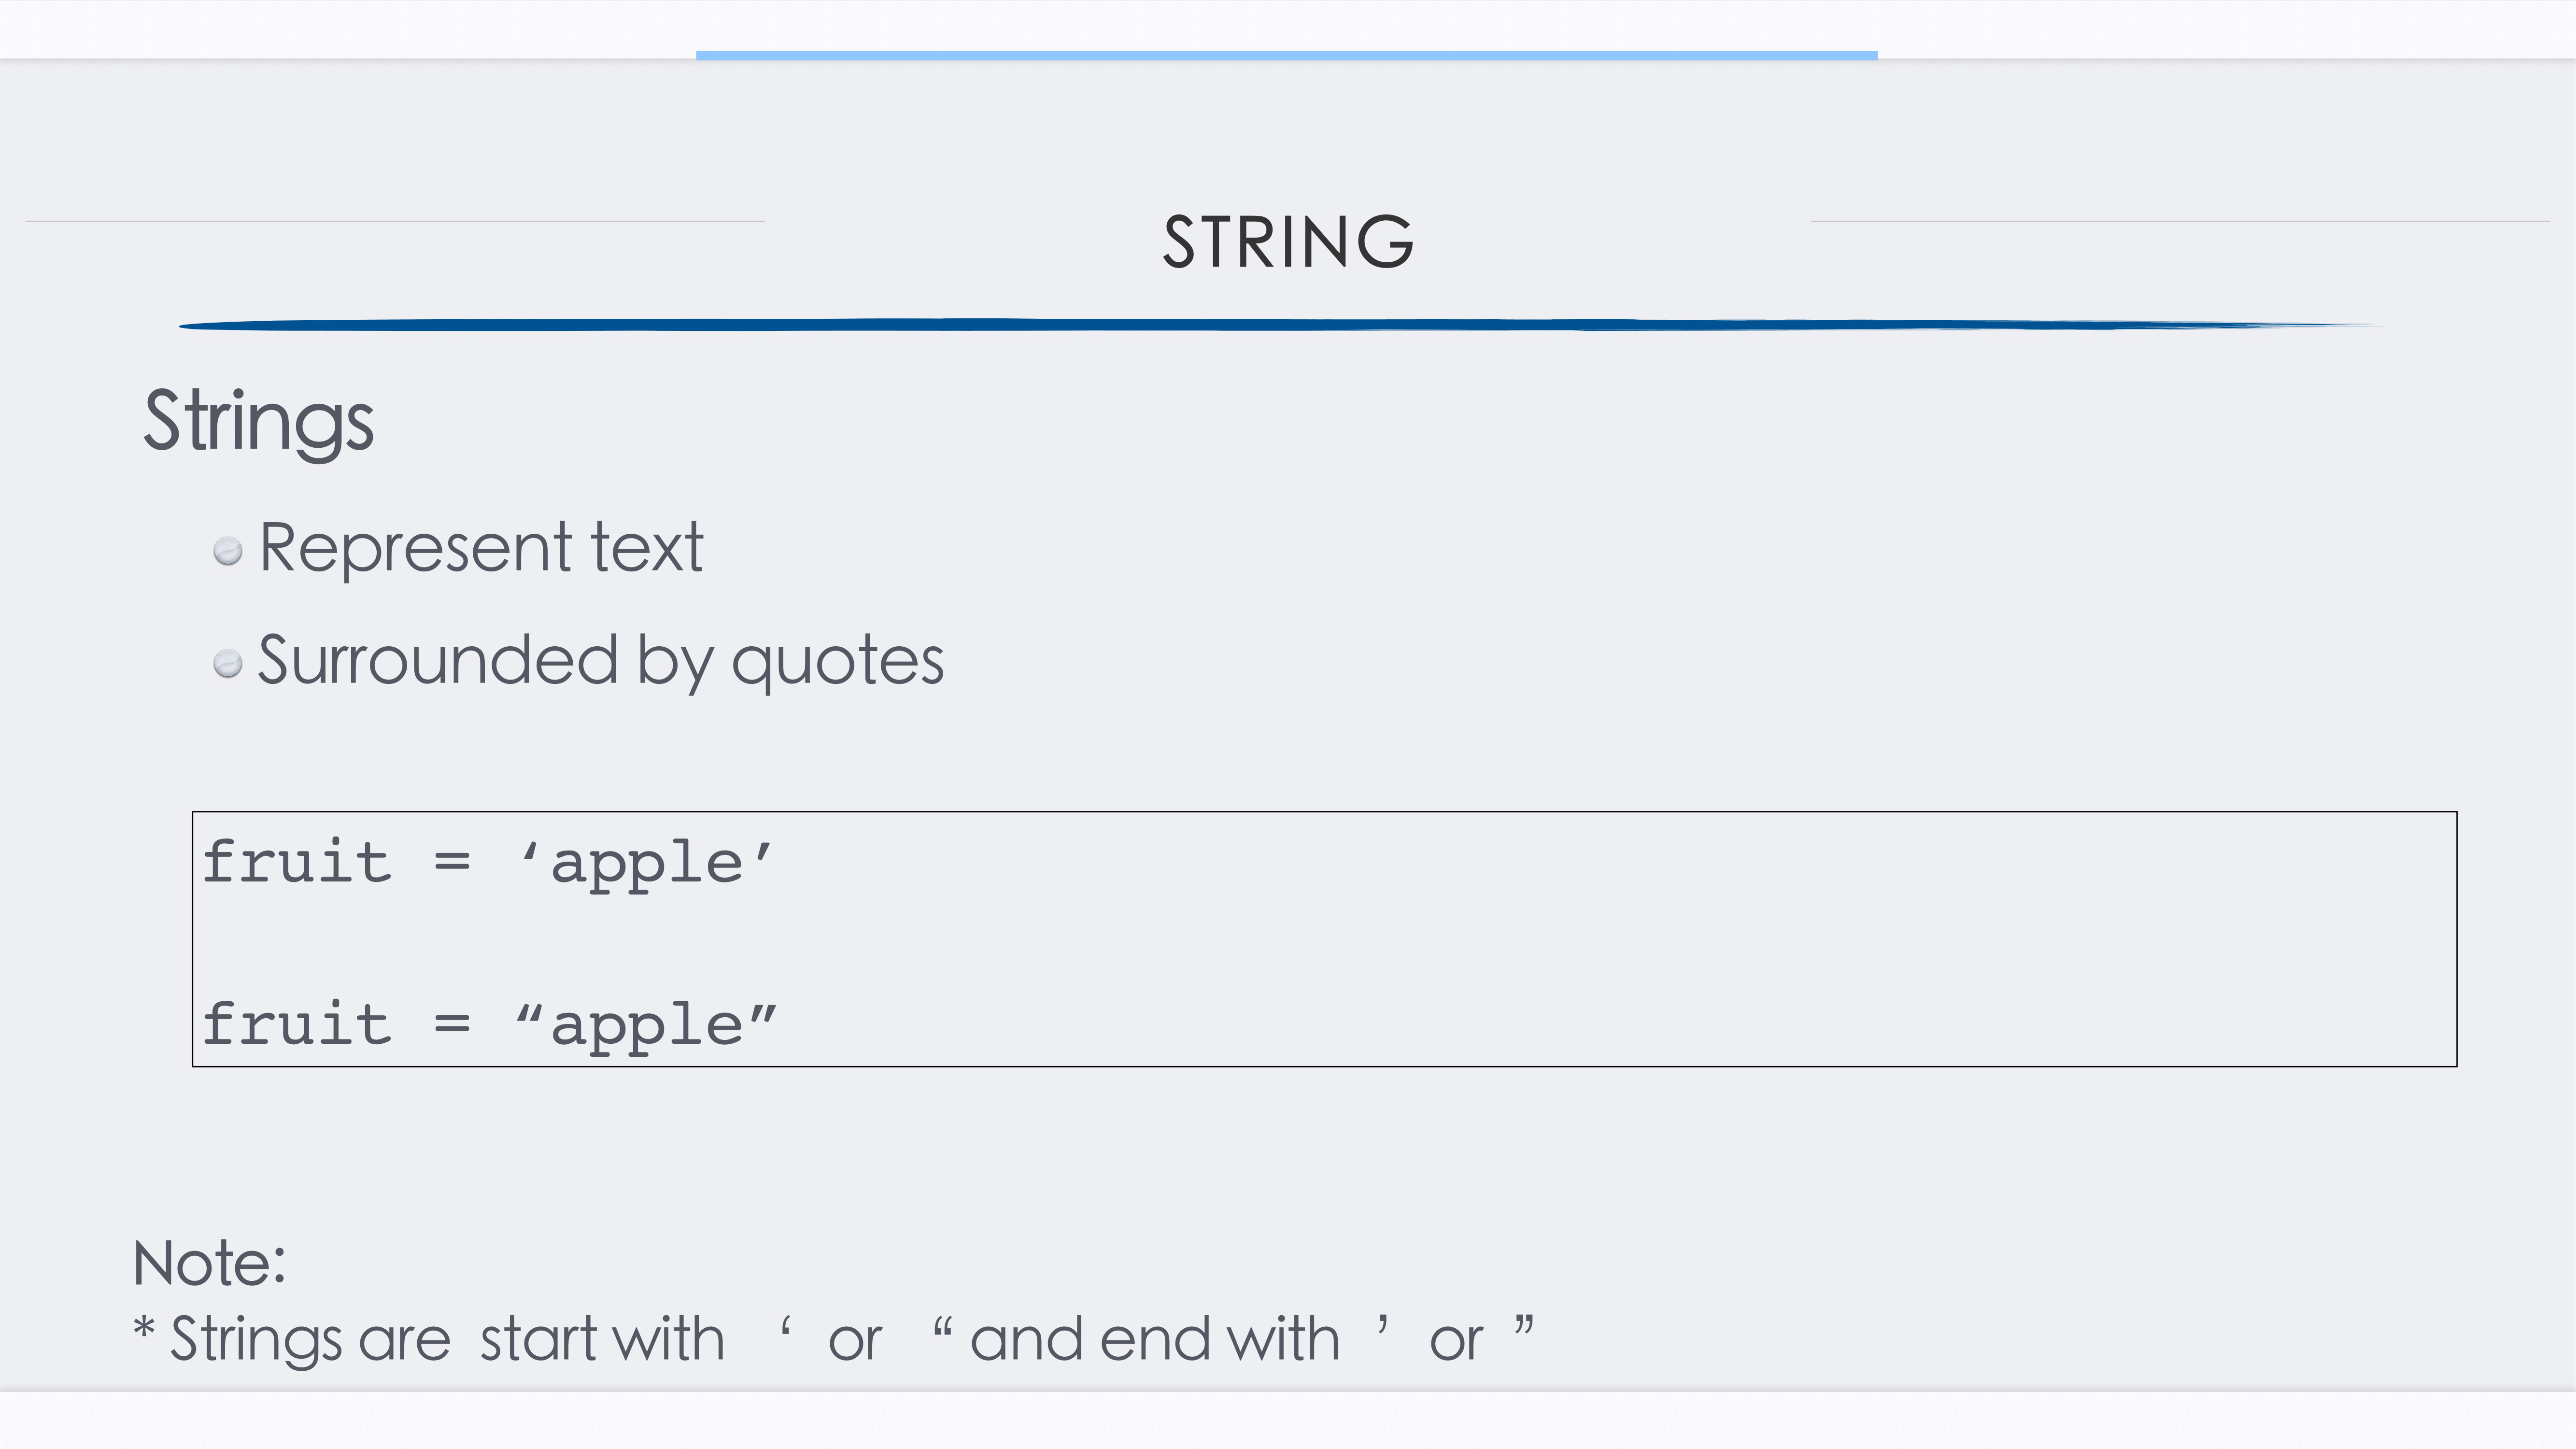 STRING
Strings
Represent text
Surrounded by quotes
fruit = ‘apple’
fruit = “apple”
Note:
* Strings are start with ‘ or “ and end with ’ or ”